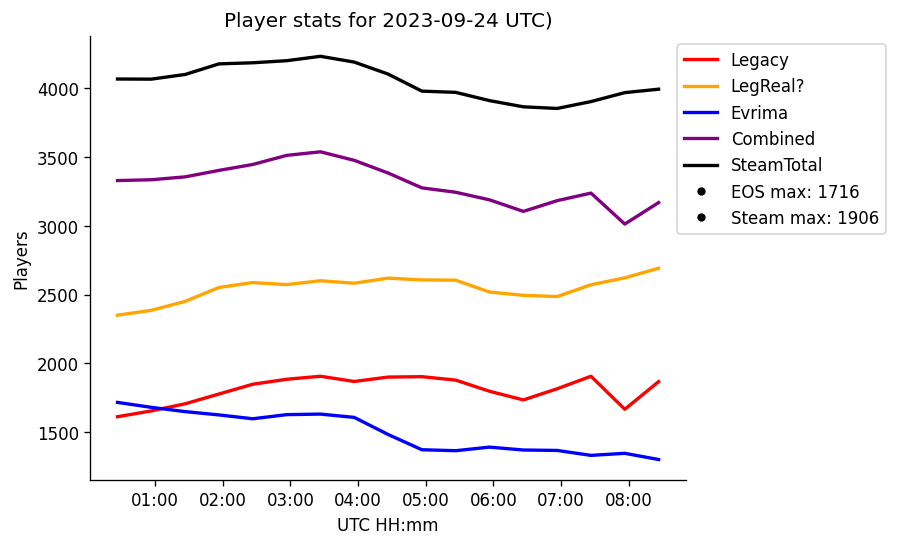 Player stats for 2023-09-24 UTC)
Legacy
LegReal?
Evrima
Combined
SteamTotal
EOS max: 1716
Steam max: 1906
4000
3500
3000
2500
2000
1500
Players
01:00 02:00 03:00 04:00 05:00 06:00 07:00 08:00
UTC HH:mm